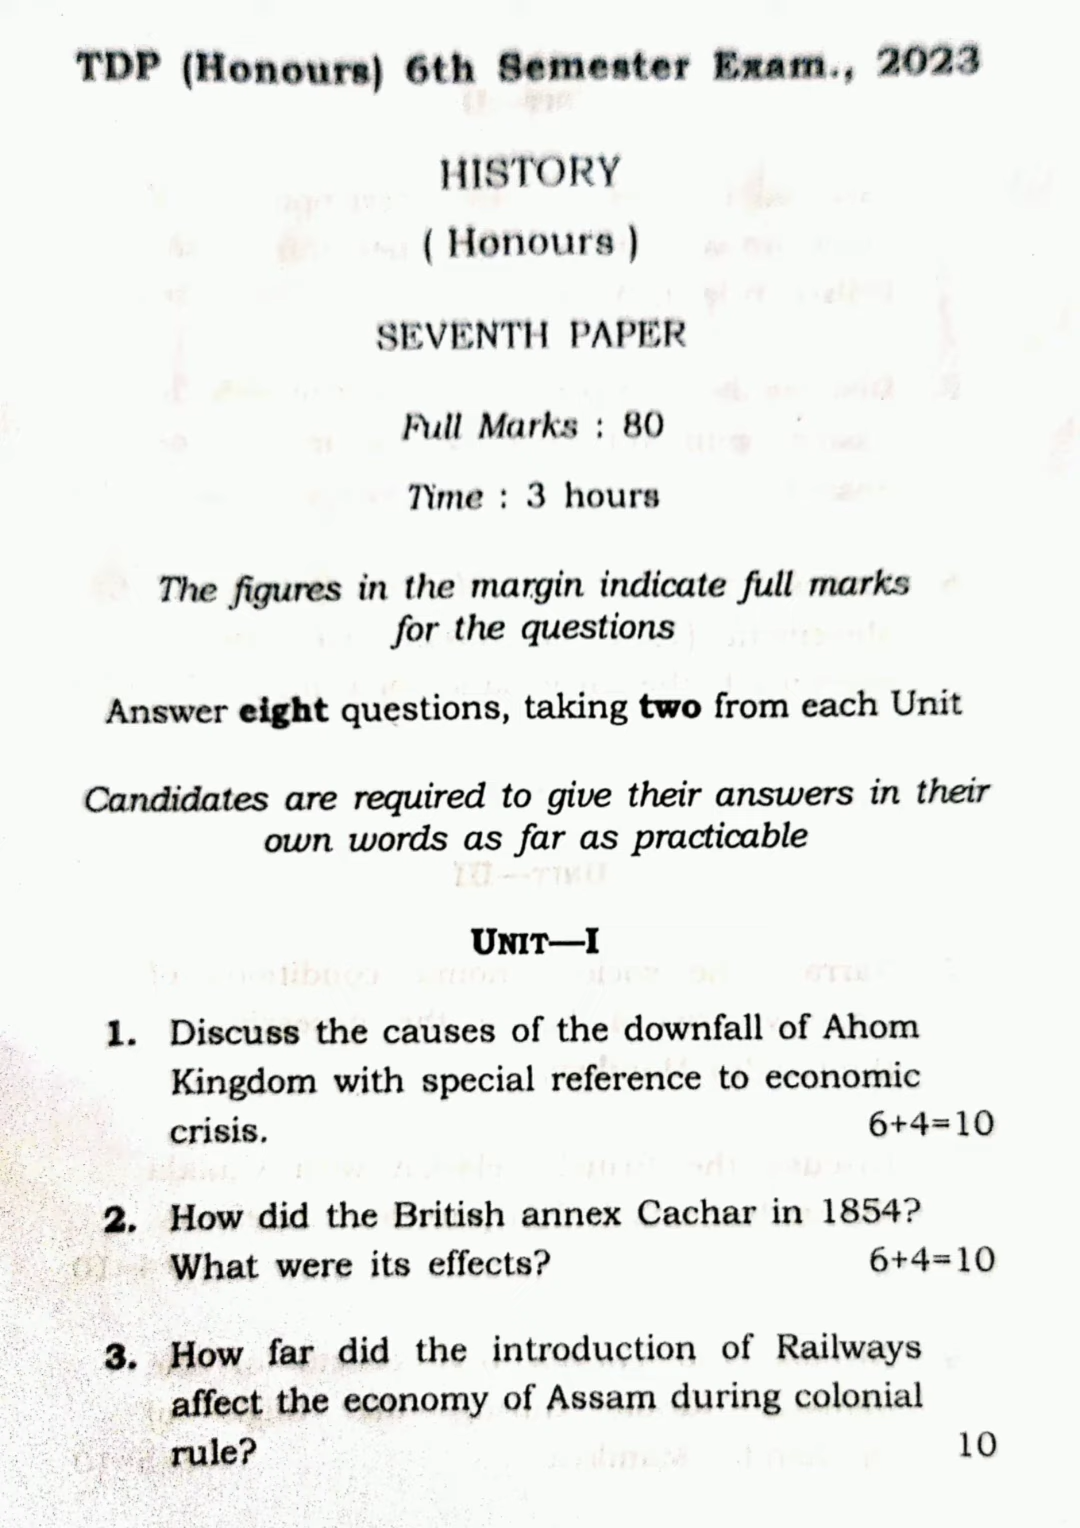 TDP (Honours) 6th Semester Exam., 2023
HISTORY
( Honours )
SEVENTH PAPER
Full Marks : 80
Time : 3 hours
The figures in the margin indicate full marks
for the questions
Answer eight questions, taking two from each Unit
Candidates are required to give their answers in their
own words as far as practicable
UNIT—I
1. Discuss the causes of the downfall of Ahom
Kingdom with special reference to economic
crisis. 6+4=10
2. How did the British annex Cachar in 1854?
What were its effects? 6+4=10
3. How far did the introduction of Railways
affect the economy of Assam during colonial
rule? 10